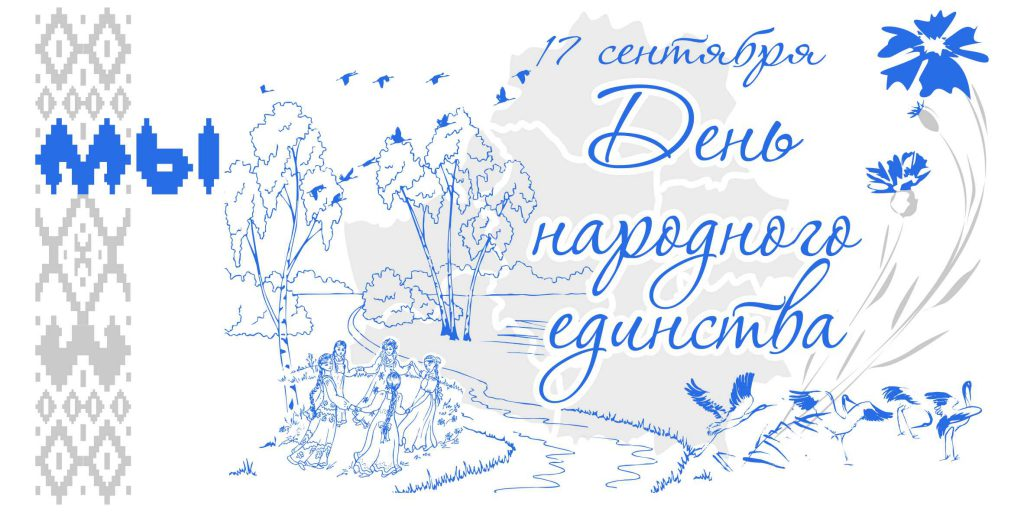 МЫ
17 сентября
День
народного
единства